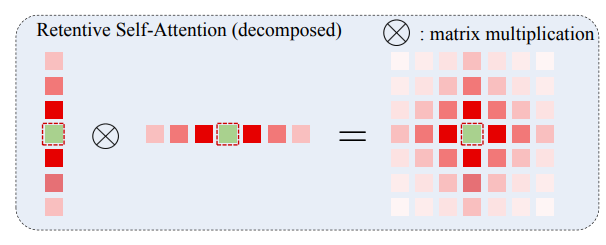 Retentive Self-Attention (decomposed)
: matrix multiplication